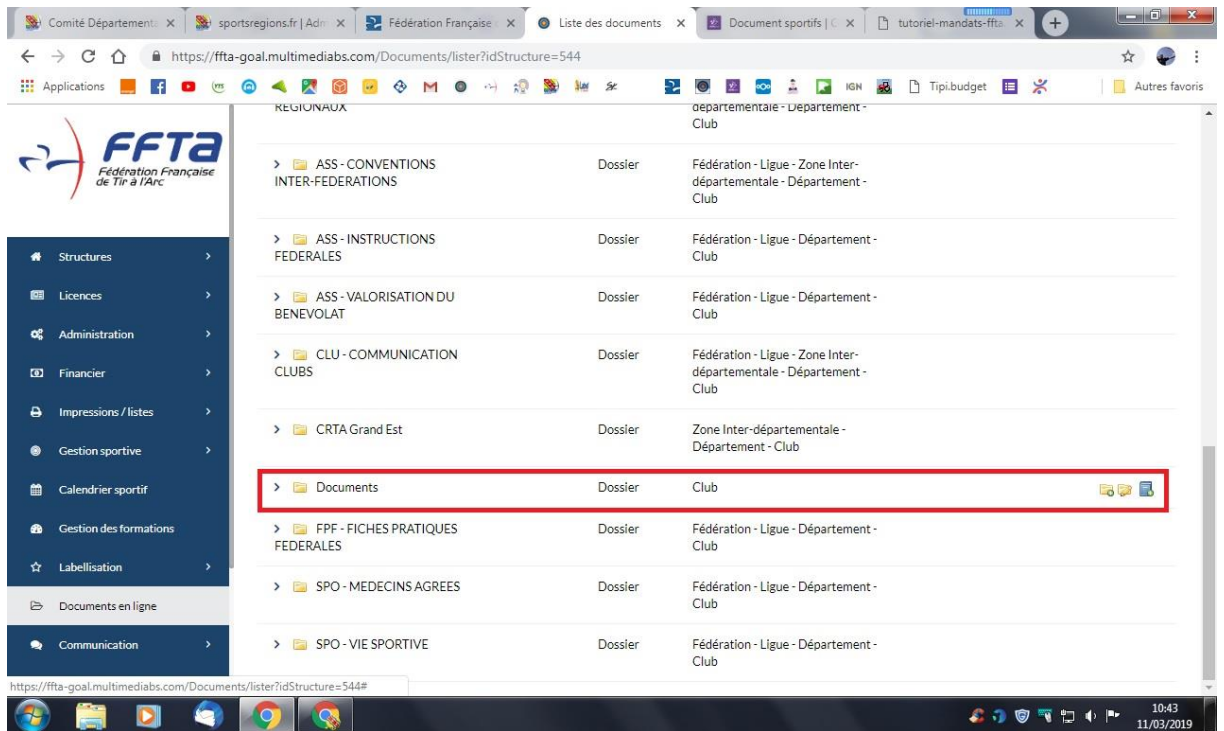 Comité Département
sportsregions.fr | Adm
Fédération Française
Liste des documents
Document sportifs | C
tutoriel-mandats-ffta
https://ffta-goal.multimediabs.com/Documents/lister?idStructure=544
Applications
IGN
Tipi.budget
Autres favoris
FFTA
Fédération Française
de Tir à l'Arc
Structures
Licences
Administration
Financier
Impressions / listes
Gestion sportive
Calendrier sportif
Gestion des formations
Labellisation
Documents en ligne
Communication
REGIONAUX
départementale - Département -
Club
ASS - CONVENTIONS
INTER-FEDERATIONS
Dossier
Fédération - Ligue - Zone Inter-
départementale - Département -
Club
ASS - INSTRUCTIONS
FEDERALES
Dossier
Fédération - Ligue - Département -
Club
ASS - VALORISATION DU
BENEVOLAT
Dossier
Fédération - Ligue - Département -
Club
CLU - COMMUNICATION
CLUBS
Dossier
Fédération - Ligue - Zone Inter-
départementale - Département -
Club
CRTA Grand Est
Dossier
Zone Inter-départementale -
Département - Club
Documents
Dossier
Club
FPF - FICHES PRATIQUES
FEDERALES
Dossier
Fédération - Ligue - Département -
Club
SPO - MEDECINS AGREES
Dossier
Fédération - Ligue - Département -
Club
SPO - VIE SPORTIVE
Dossier
Fédération - Ligue - Département -
Club
https://ffta-goal.multimediabs.com/Documents/lister?idStructure=544#
10:43
11/03/2019